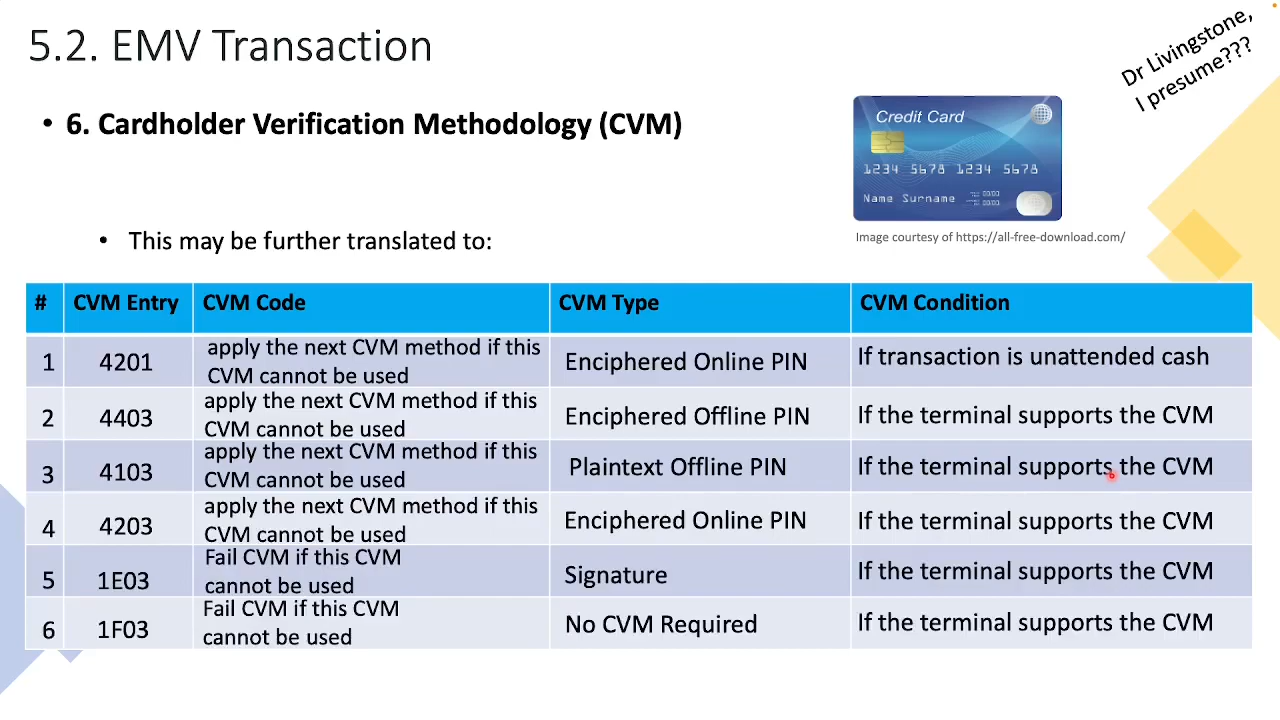 5.2. EMV Transaction
Dr Livingstone,
I presume???
• 6. Cardholder Verification Methodology (CVM)
Credit Card
1234 5678 1234 5678
Name Surname
00/00
00/00
Image courtesy of https://all-free-download.com/
• This may be further translated to:
# CVM Entry CVM Code CVM Type CVM Condition
1 4201 apply the next CVM method if this CVM cannot be used Enciphered Online PIN If transaction is unattended cash
2 4403 apply the next CVM method if this CVM cannot be used Enciphered Offline PIN If the terminal supports the CVM
3 4103 apply the next CVM method if this CVM cannot be used Plaintext Offline PIN If the terminal supports the CVM
4 4203 apply the next CVM method if this CVM cannot be used Enciphered Online PIN If the terminal supports the CVM
5 1E03 Fail CVM if this CVM cannot be used Signature If the terminal supports the CVM
6 1F03 Fail CVM if this CVM cannot be used No CVM Required If the terminal supports the CVM